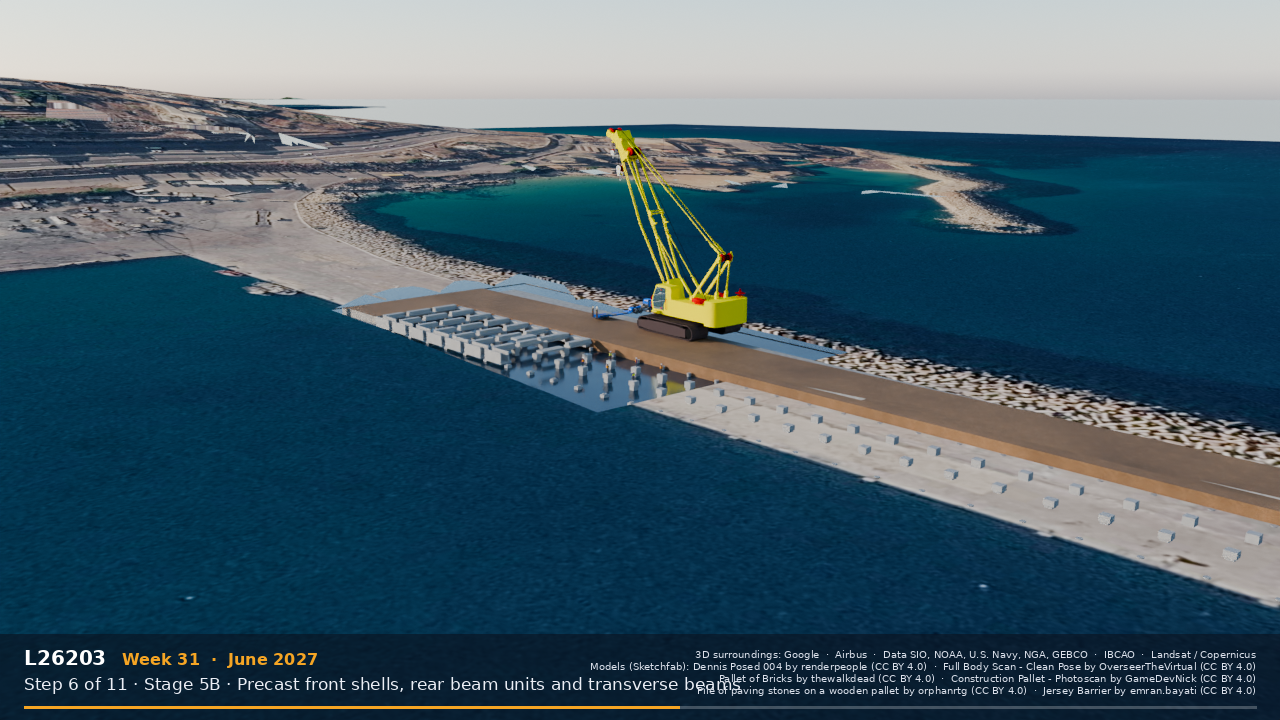 L26203 Week 31 · June 2027
Step 6 of 11 · Stage 5B · Precast front shells, rear beam units and transverse beams
3D surroundings: Google · Airbus · Data SIO, NOAA, U.S. Navy, NGA, GEBCO · IBCAO · Landsat / Copernicus
Models (Sketchfab): Dennis Posed 004 by renderpeople (CC BY 4.0) · Full Body Scan - Clean Pose by OverseerTheVirtual (CC BY 4.0)
Pallet of Bricks by thewalkdead (CC BY 4.0) · Construction Pallet - Photoscan by GameDevNick (CC BY 4.0)
Pile of paving stones on a wooden pallet by orphanrtg (CC BY 4.0) · Jersey Barrier by emran.bayati (CC BY 4.0)